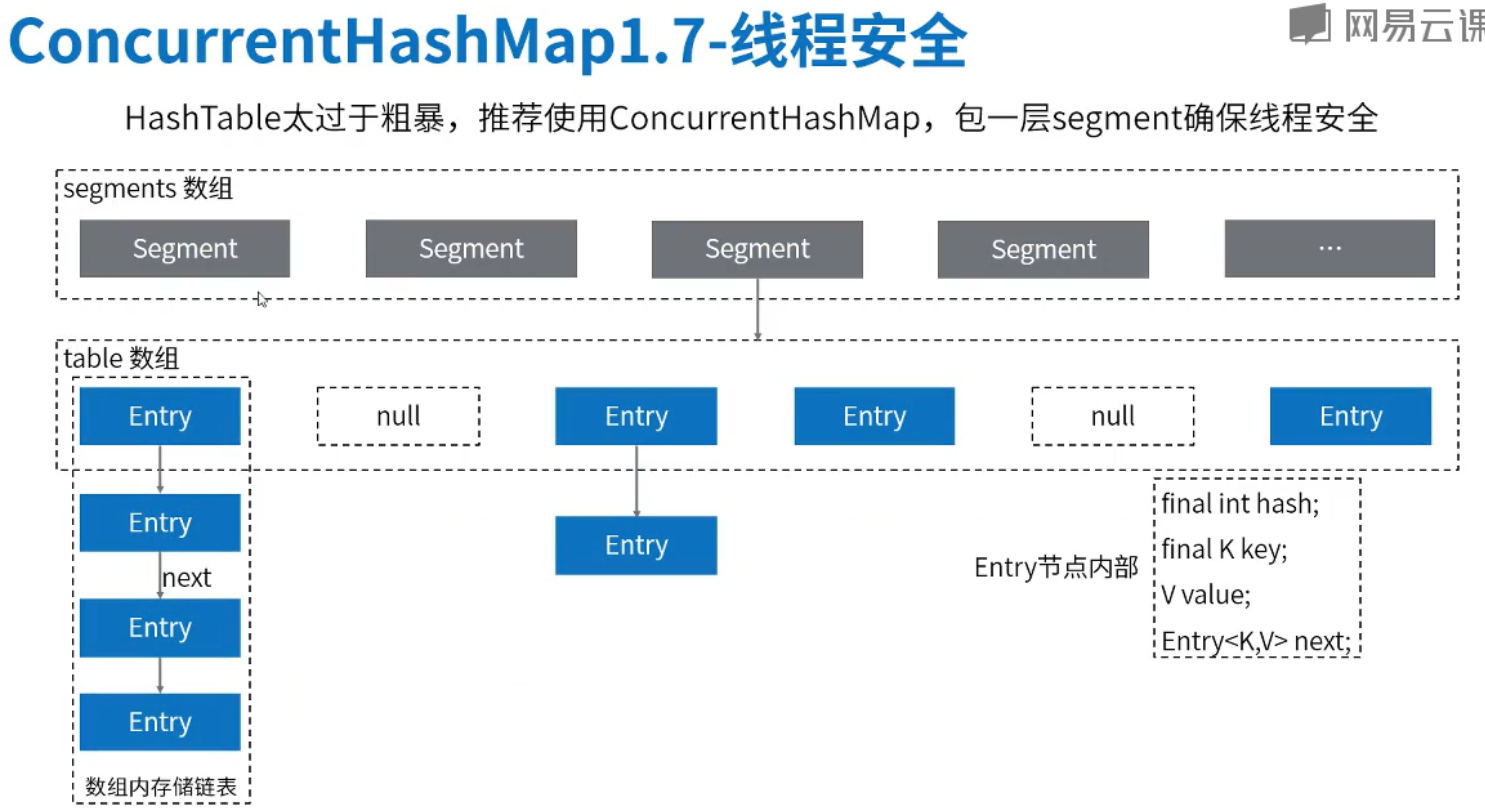 ConcurrentHashMap1.7-线程安全
网易云课
HashTable太过于粗暴，推荐使用ConcurrentHashMap，包一层segment确保线程安全
segments 数组
Segment
Segment
Segment
Segment
...
table 数组
Entry
null
Entry
Entry
null
Entry
Entry
next
Entry
Entry
数组内存储链表
Entry
Entry节点内部
final int hash;
final K key;
V value;
Entry<K,V> next;